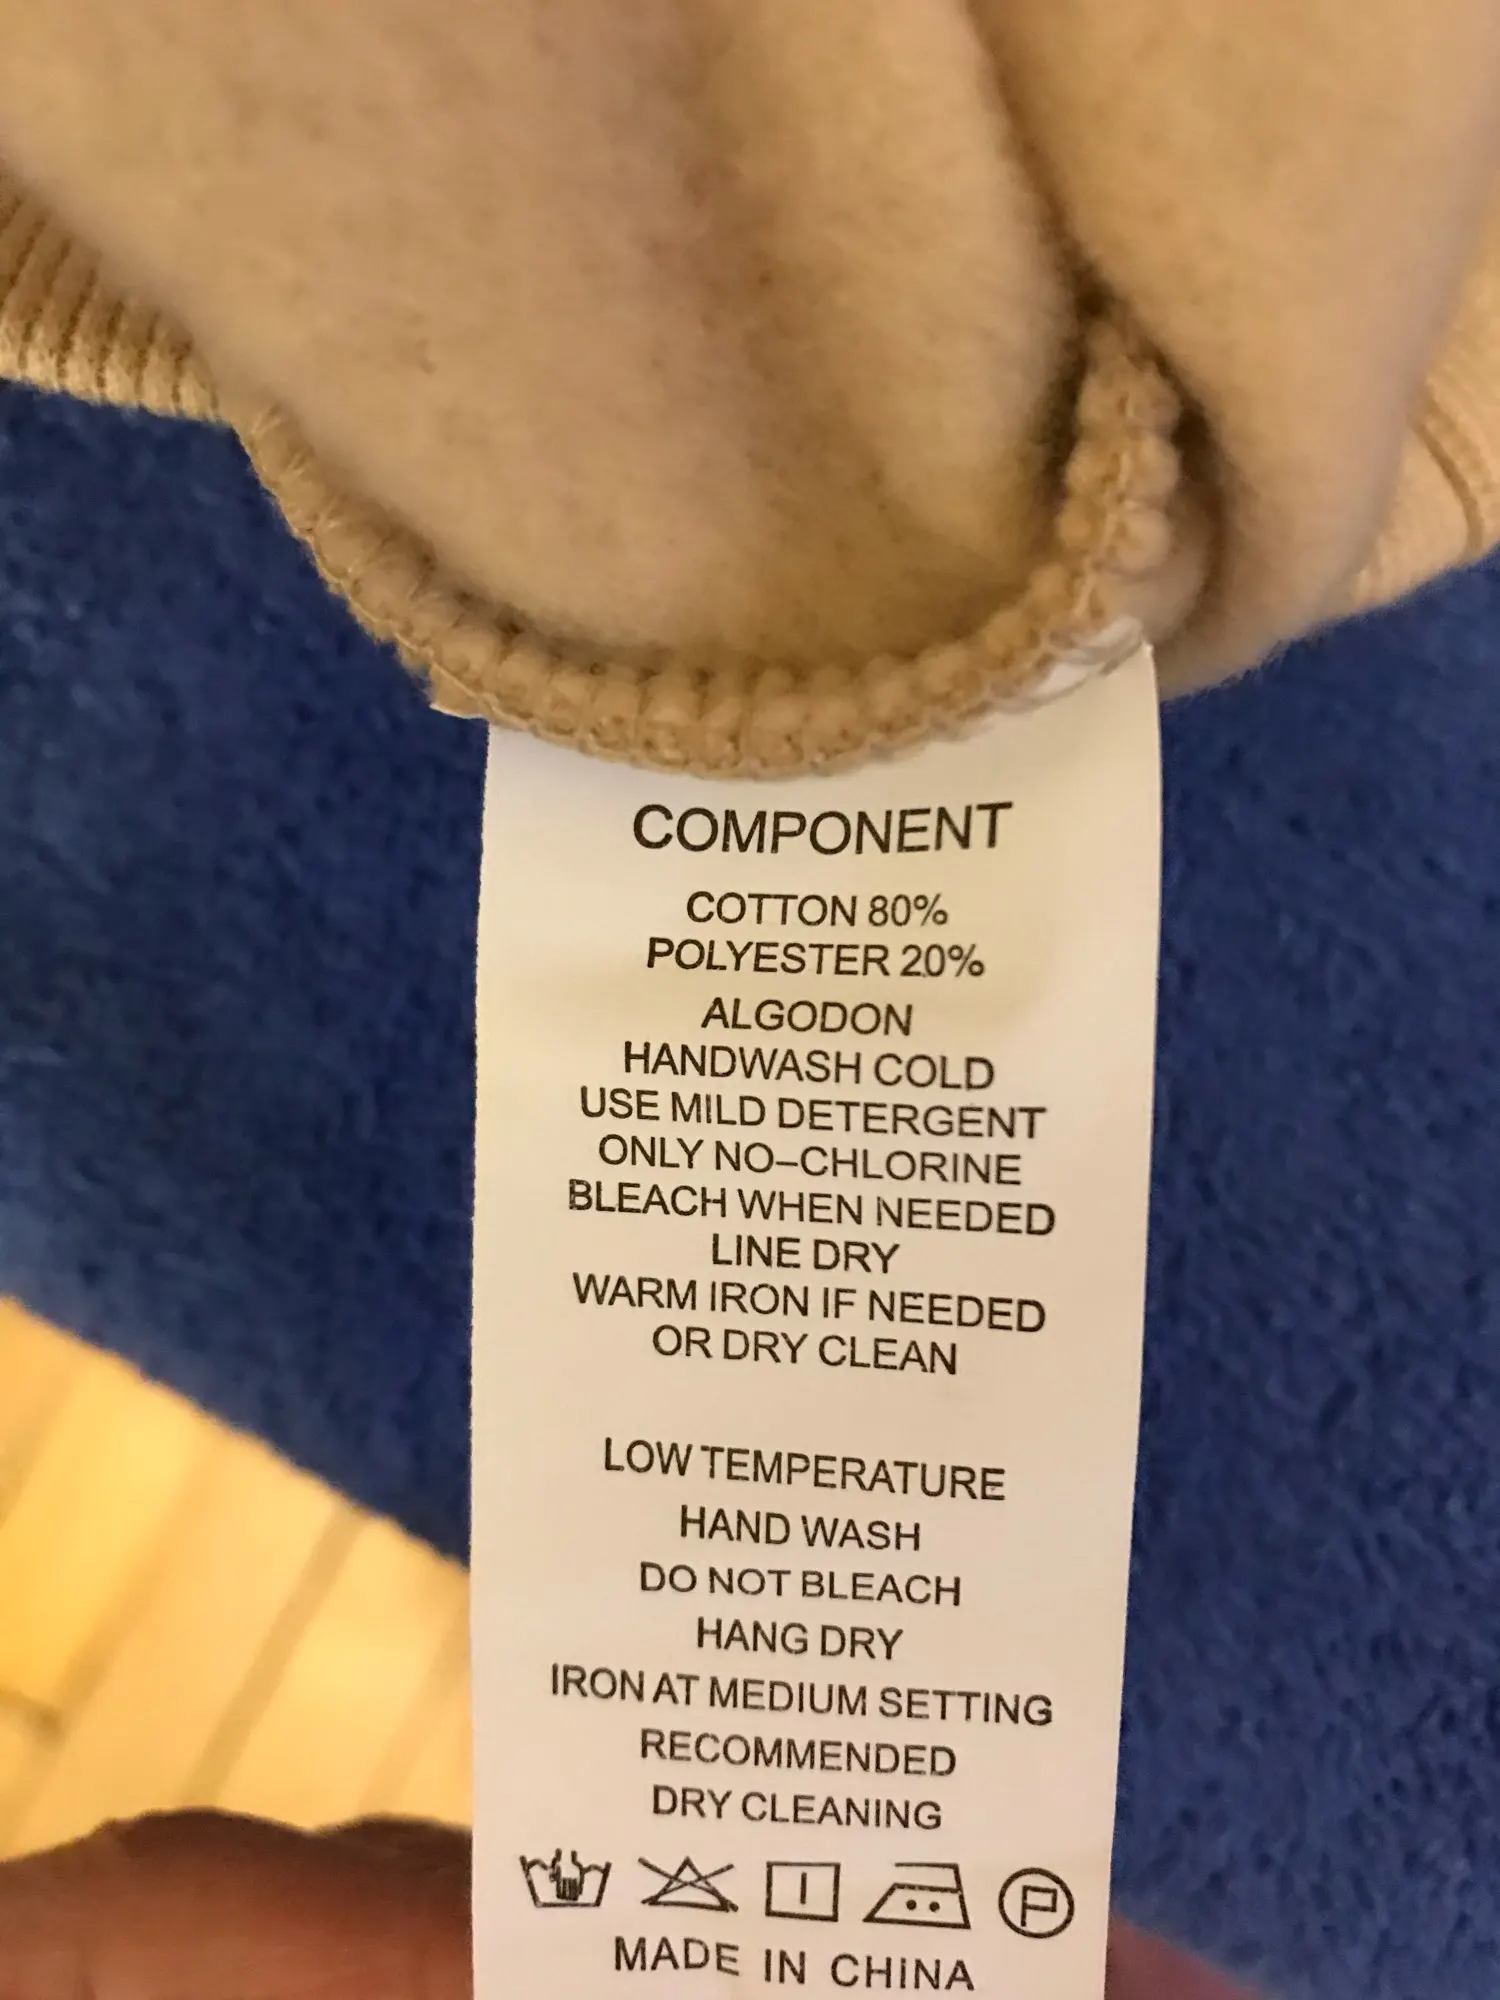 COMPONENT
COTTON 80%
POLYESTER 20%
ALGODON
HANDWASH COLD
USE MILD DETERGENT
ONLY NO–CHLORINE
BLEACH WHEN NEEDED
LINE DRY
WARM IRON IF NEEDED
OR DRY CLEAN
LOW TEMPERATURE
HAND WASH
DO NOT BLEACH
HANG DRY
IRON AT MEDIUM SETTING
RECOMMENDED
DRY CLEANING
P
MADE IN CHINA